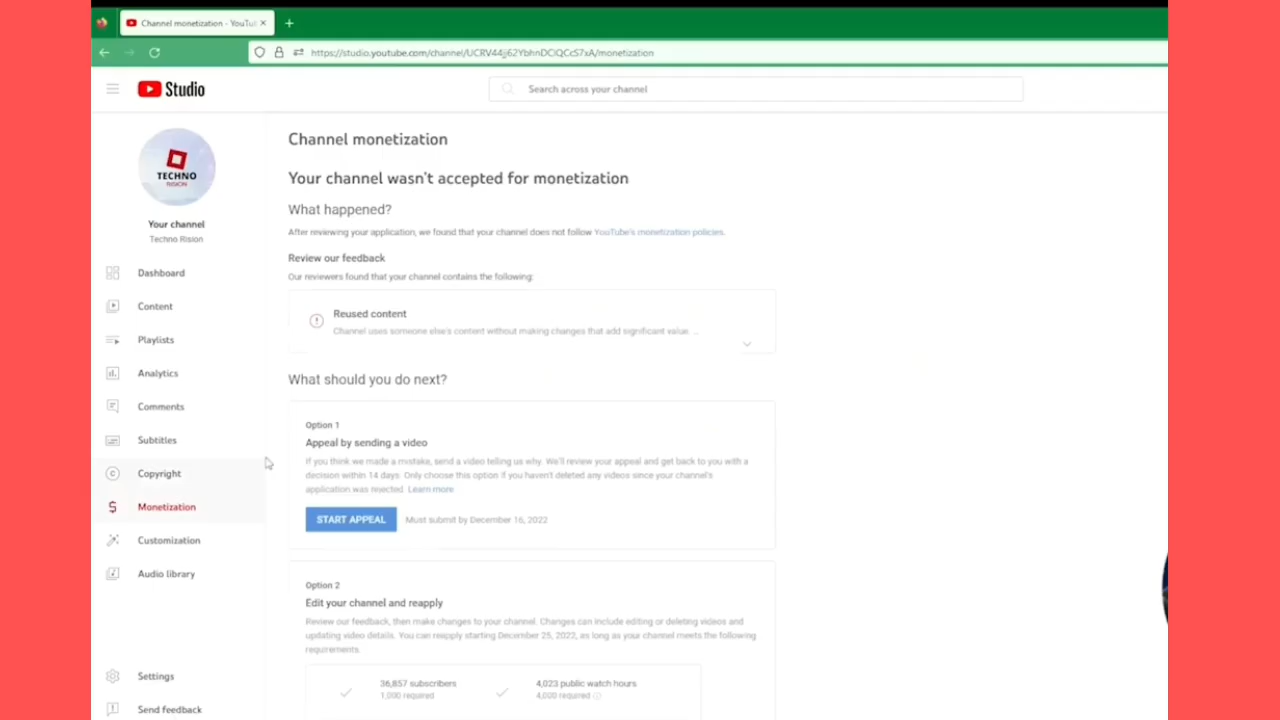 Channel monetization - YouTu
https://studio.youtube.com/channel/UCRV44jj62YbhnDCiQCcS7xA/monetization
Studio
Search across your channel
TECHNO
RISION
Your channel
Techno Rision
Dashboard
Content
Playlists
Analytics
Comments
Subtitles
Copyright
Monetization
Customization
Audio library
Settings
Send feedback
Channel monetization
Your channel wasn't accepted for monetization
What happened?
After reviewing your application, we found that your channel does not follow YouTube's monetization policies.
Review our feedback
Our reviewers found that your channel contains the following:
Reused content
Channel uses someone else's content without making changes that add significant value. ...
What should you do next?
Option 1
Appeal by sending a video
If you think we made a mistake, send a video telling us why. We'll review your appeal and get back to you with a
decision within 14 days. Only choose this option if you haven't deleted any videos since your channel's
application was rejected. Learn more
START APPEAL Must submit by December 16, 2022
Option 2
Edit your channel and reapply
Review our feedback, then make changes to your channel. Changes can include editing or deleting videos and
updating video details. You can reapply starting December 25, 2022, as long as your channel meets the following
requirements.
36,857 subscribers
1,000 required
4,023 public watch hours
4,000 required